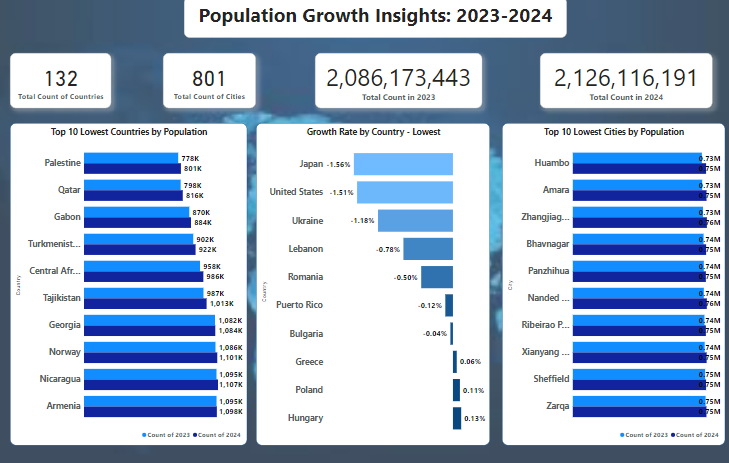 Population Growth Insights: 2023-2024
132
Total Count of Countries
801
Total Count of Cities
2,086,173,443
Total Count in 2023
2,126,116,191
Total Count in 2024
Top 10 Lowest Countries by Population
Country
Palestine 778K
801K
Qatar 798K
816K
Gabon 870K
884K
Turkmenist... 902K
922K
Central Afr... 958K
986K
Tajikistan 987K
1,013K
Georgia 1,082K
1,084K
Norway 1,086K
1,101K
Nicaragua 1,095K
1,107K
Armenia 1,095K
1,098K
Count of 2023 Count of 2024
Growth Rate by Country - Lowest
Country
Japan -1.56%
United States -1.51%
Ukraine -1.18%
Lebanon -0.78%
Romania -0.50%
Puerto Rico -0.12%
Bulgaria -0.04%
Greece 0.06%
Poland 0.11%
Hungary 0.13%
Top 10 Lowest Cities by Population
City
Huambo 0.73M
0.75M
Amara 0.73M
0.75M
Zhangjiag... 0.73M
0.76M
Bhavnagar 0.74M
0.75M
Panzhihua 0.74M
0.75M
Nanded ... 0.74M
0.76M
Ribeirao P... 0.74M
0.75M
Xianyang ... 0.74M
0.75M
Sheffield 0.75M
0.75M
Zarqa 0.75M
0.75M
Count of 2023 Count of 2024